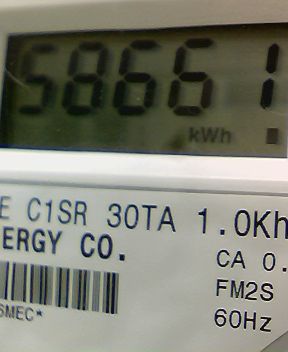 58661
kWh
E C1SR 30TA 1.0Kh
ERGY CO.
CA 0.
FM2S
60Hz
SMEC*